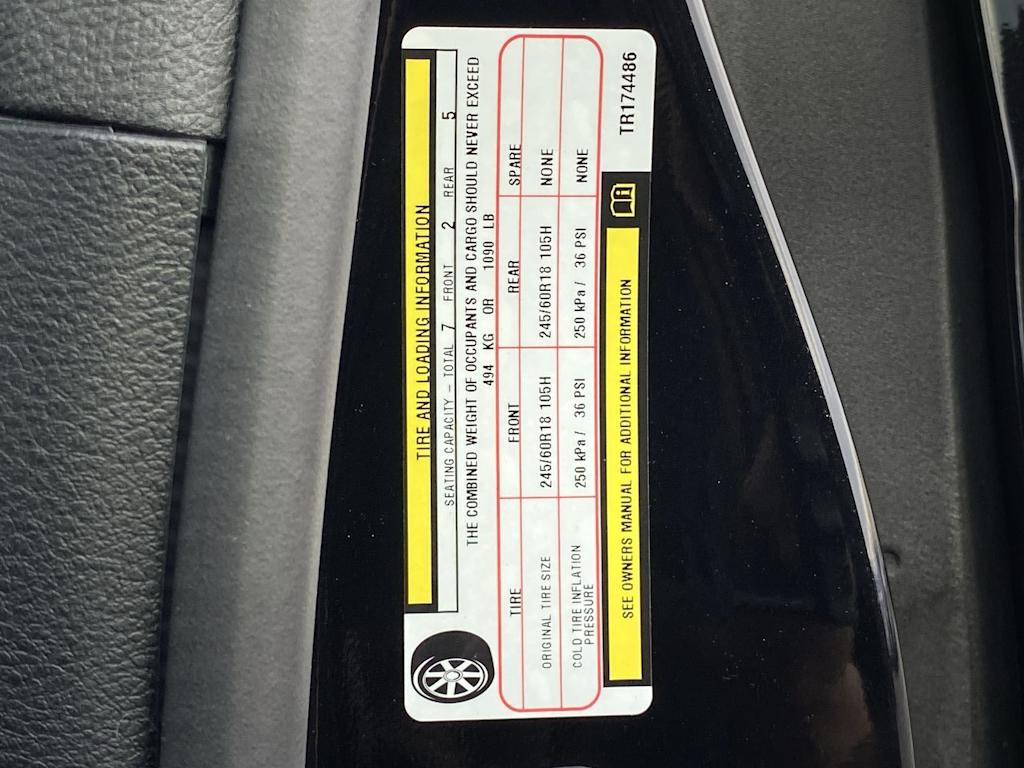 TIRE AND LOADING INFORMATION
SEATING CAPACITY – TOTAL 7 FRONT 2 REAR 5
THE COMBINED WEIGHT OF OCCUPANTS AND CARGO SHOULD NEVER EXCEED
494 KG OR 1090 LB
TIRE FRONT REAR SPARE
ORIGINAL TIRE SIZE 245/60R18 105H 245/60R18 105H NONE
COLD TIRE INFLATION PRESSURE 250 kPa / 36 PSI 250 kPa / 36 PSI NONE
SEE OWNERS MANUAL FOR ADDITIONAL INFORMATION
TR174486